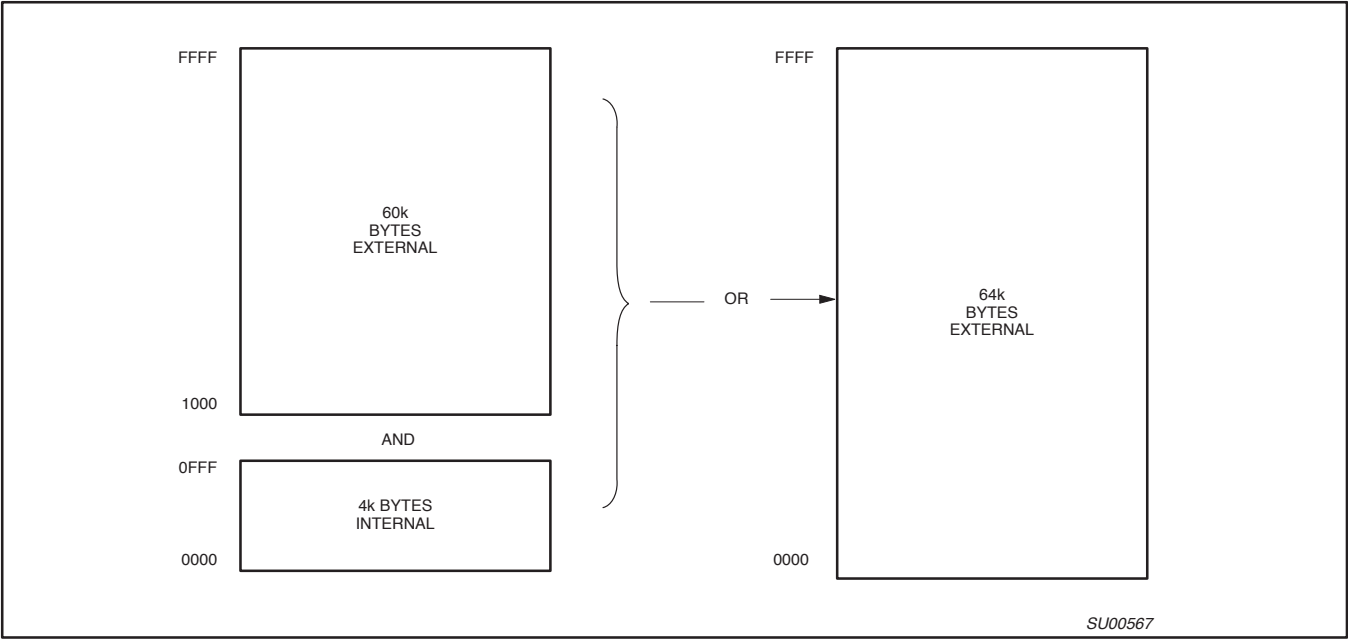 FFFF
60k
BYTES
EXTERNAL
1000
AND
0FFF
4k BYTES
INTERNAL
0000
OR
FFFF
64k
BYTES
EXTERNAL
0000
SU00567